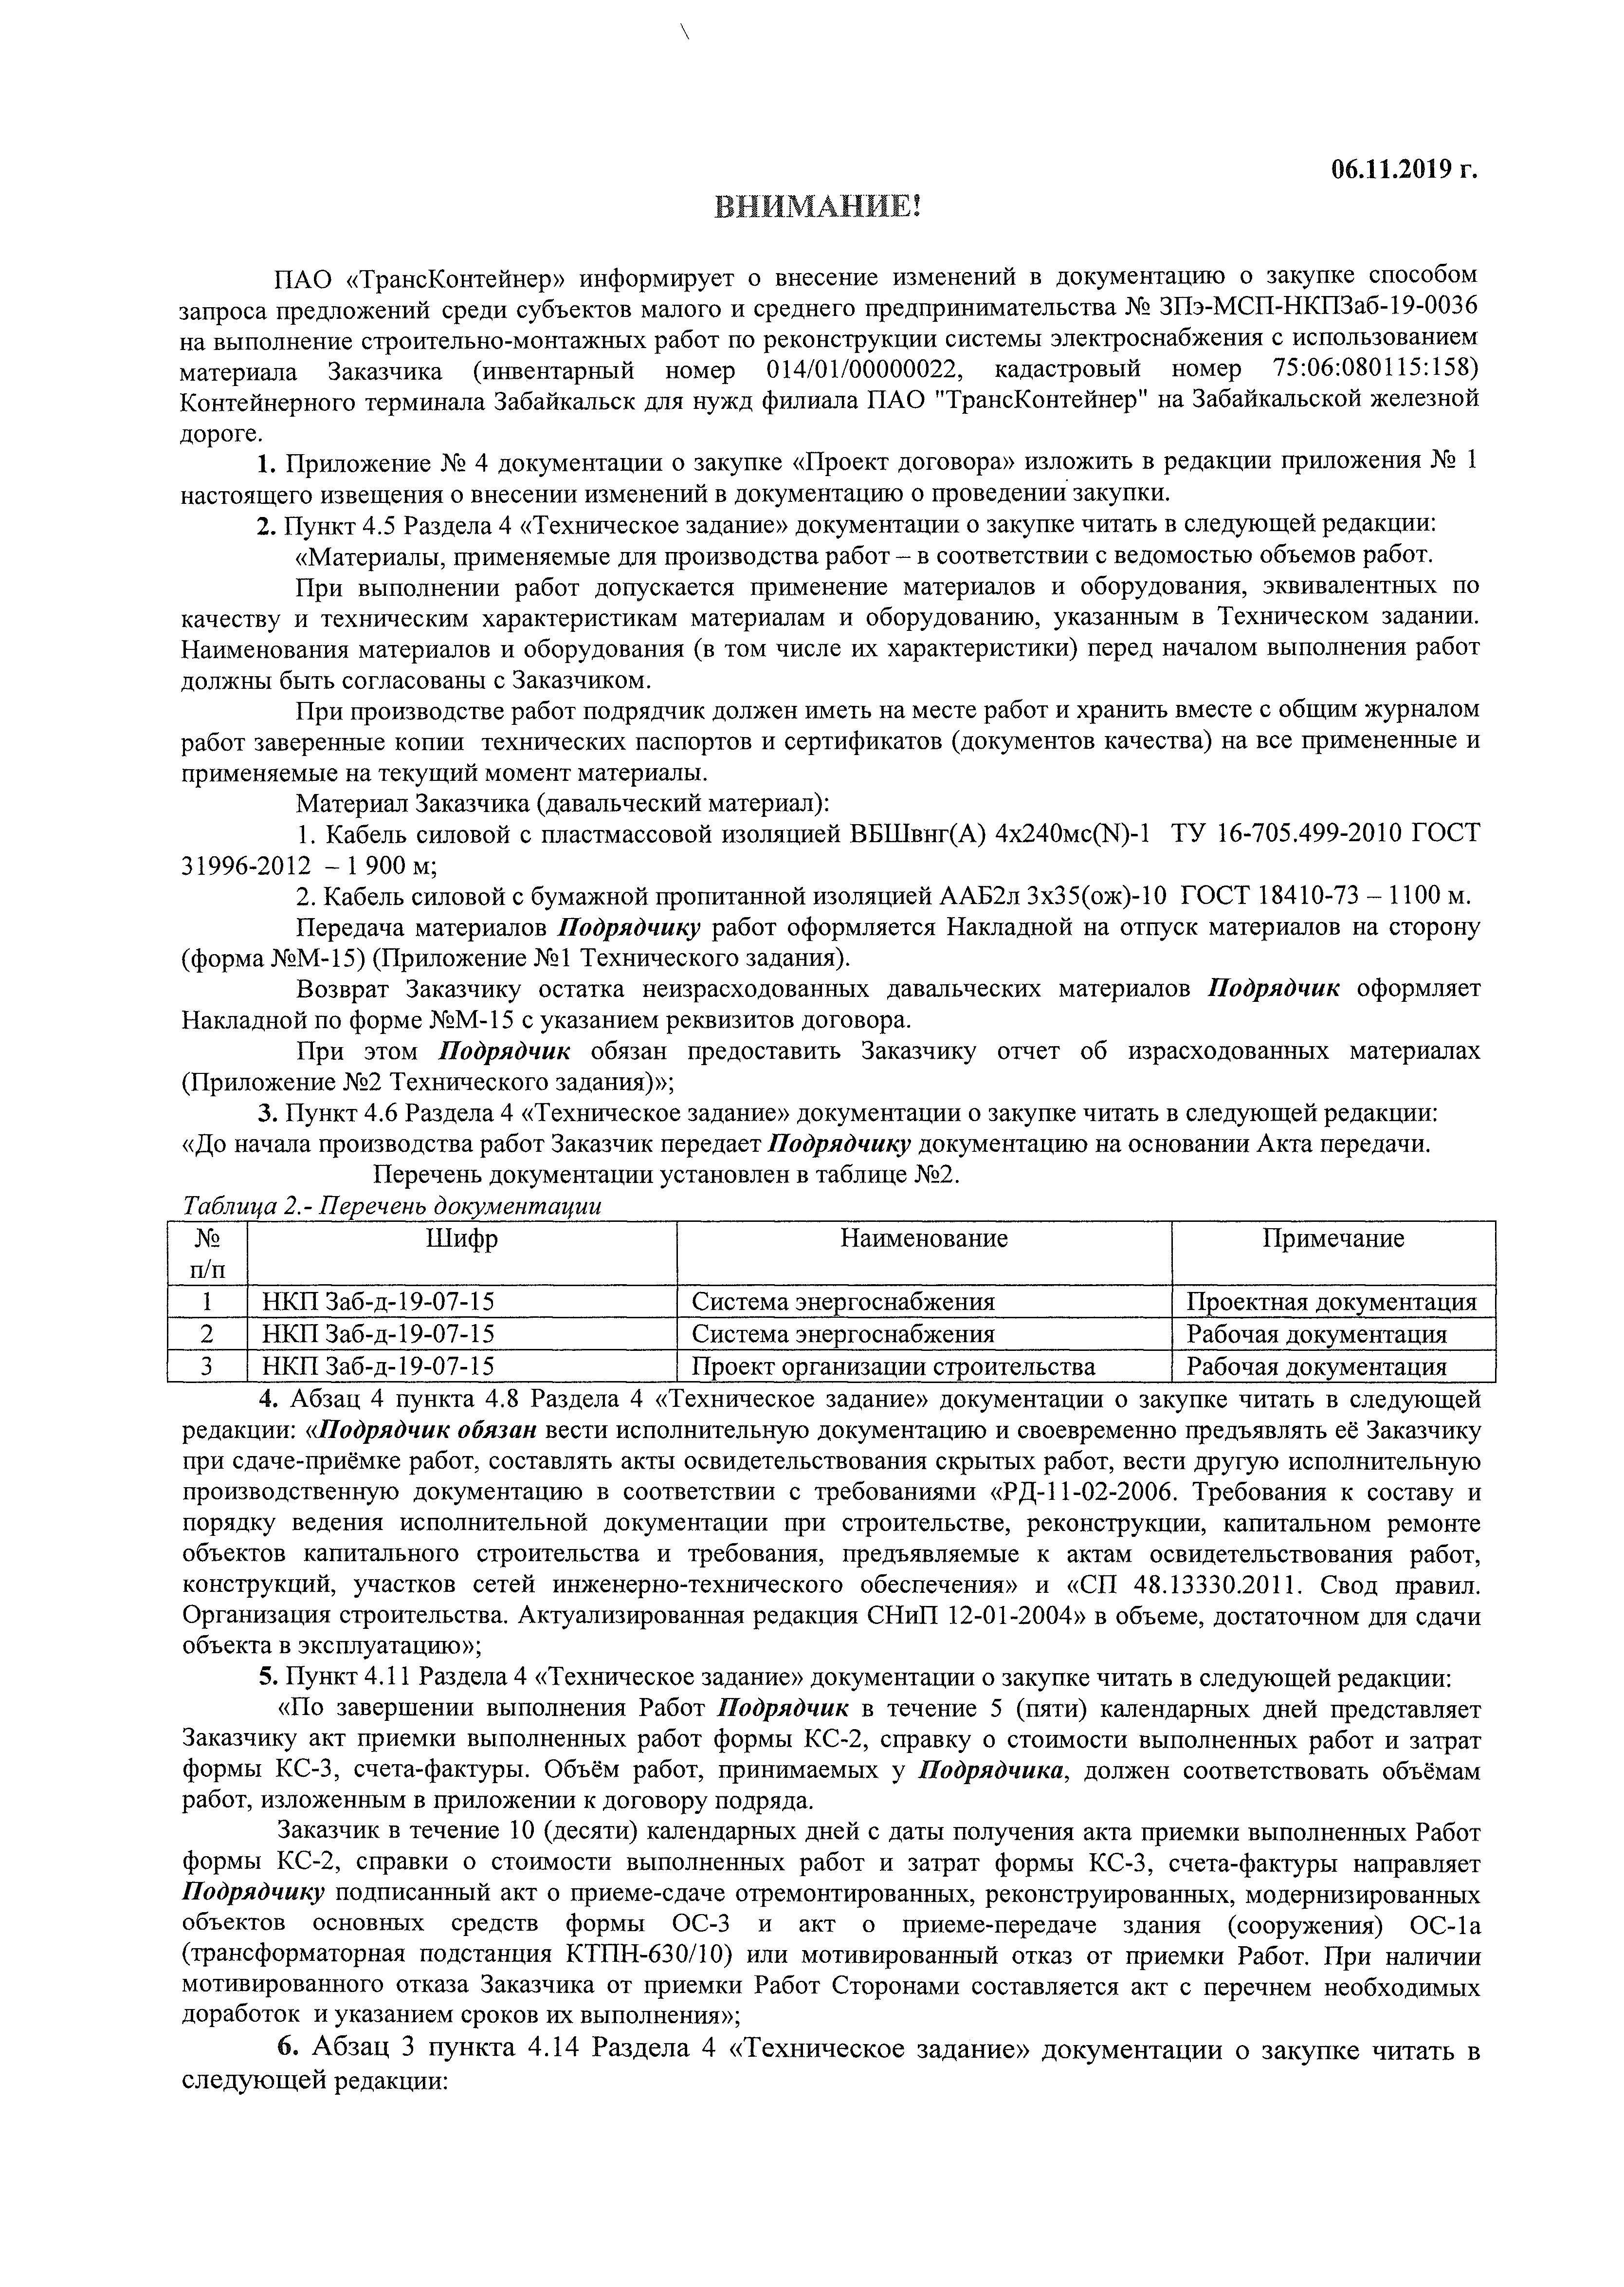 06.11.2019 г.
ВНИМАНИЕ!
ПАО «ТрансКонтейнер» информирует о внесение изменений в документацию о закупке способом
запроса предложений среди субъектов малого и среднего предпринимательства № ЗПэ-МСП-НКПЗаб-19-0036
на выполнение строительно-монтажных работ по реконструкции системы электроснабжения с использованием
материала Заказчика (инвентарный номер 014/01/00000022, кадастровый номер 75:06:080115:158)
Контейнерного терминала Забайкальск для нужд филиала ПАО "ТрансКонтейнер" на Забайкальской железной
дороге.
1. Приложение № 4 документации о закупке «Проект договора» изложить в редакции приложения № 1
настоящего извещения о внесении изменений в документацию о проведении закупки.
2. Пункт 4.5 Раздела 4 «Техническое задание» документации о закупке читать в следующей редакции:
«Материалы, применяемые для производства работ – в соответствии с ведомостью объемов работ.
При выполнении работ допускается применение материалов и оборудования, эквивалентных по
качеству и техническим характеристикам материалам и оборудованию, указанным в Техническом задании.
Наименования материалов и оборудования (в том числе их характеристики) перед началом выполнения работ
должны быть согласованы с Заказчиком.
При производстве работ подрядчик должен иметь на месте работ и хранить вместе с общим журналом
работ заверенные копии технических паспортов и сертификатов (документов качества) на все примененные и
применяемые на текущий момент материалы.
Материал Заказчика (давальческий материал):
1. Кабель силовой с пластмассовой изоляцией ВБШвнг(А) 4х240мс(N)-1 ТУ 16-705.499-2010 ГОСТ
31996-2012 – 1 900 м;
2. Кабель силовой с бумажной пропитанной изоляцией ААБ2л 3х35(ож)-10 ГОСТ 18410-73 – 1100 м.
Передача материалов Подрядчику работ оформляется Накладной на отпуск материалов на сторону
(форма №М-15) (Приложение №1 Технического задания).
Возврат Заказчику остатка неизрасходованных давальческих материалов Подрядчик оформляет
Накладной по форме №М-15 с указанием реквизитов договора.
При этом Подрядчик обязан предоставить Заказчику отчет об израсходованных материалах
(Приложение №2 Технического задания)»;
3. Пункт 4.6 Раздела 4 «Техническое задание» документации о закупке читать в следующей редакции:
«До начала производства работ Заказчик передает Подрядчику документацию на основании Акта передачи.
Перечень документации установлен в таблице №2.
Таблица 2.- Перечень документации
№ п/п Шифр Наименование Примечание
1 НКП Заб-д-19-07-15 Система энергоснабжения Проектная документация
2 НКП Заб-д-19-07-15 Система энергоснабжения Рабочая документация
3 НКП Заб-д-19-07-15 Проект организации строительства Рабочая документация
4. Абзац 4 пункта 4.8 Раздела 4 «Техническое задание» документации о закупке читать в следующей
редакции: «Подрядчик обязан вести исполнительную документацию и своевременно предъявлять её Заказчику
при сдаче-приёмке работ, составлять акты освидетельствования скрытых работ, вести другую исполнительную
производственную документацию в соответствии с требованиями «РД-11-02-2006. Требования к составу и
порядку ведения исполнительной документации при строительстве, реконструкции, капитальном ремонте
объектов капитального строительства и требования, предъявляемые к актам освидетельствования работ,
конструкций, участков сетей инженерно-технического обеспечения» и «СП 48.13330.2011. Свод правил.
Организация строительства. Актуализированная редакция СНиП 12-01-2004» в объеме, достаточном для сдачи
объекта в эксплуатацию»;
5. Пункт 4.11 Раздела 4 «Техническое задание» документации о закупке читать в следующей редакции:
«По завершении выполнения Работ Подрядчик в течение 5 (пяти) календарных дней представляет
Заказчику акт приемки выполненных работ формы КС-2, справку о стоимости выполненных работ и затрат
формы КС-3, счета-фактуры. Объём работ, принимаемых у Подрядчика, должен соответствовать объёмам
работ, изложенным в приложении к договору подряда.
Заказчик в течение 10 (десяти) календарных дней с даты получения акта приемки выполненных Работ
формы КС-2, справки о стоимости выполненных работ и затрат формы КС-3, счета-фактуры направляет
Подрядчику подписанный акт о приеме-сдаче отремонтированных, реконструированных, модернизированных
объектов основных средств формы ОС-3 и акт о приеме-передаче здания (сооружения) ОС-1а
(трансформаторная подстанция КТПН-630/10) или мотивированный отказ от приемки Работ. При наличии
мотивированного отказа Заказчика от приемки Работ Сторонами составляется акт с перечнем необходимых
доработок и указанием сроков их выполнения»;
6. Абзац 3 пункта 4.14 Раздела 4 «Техническое задание» документации о закупке читать в
следующей редакции: